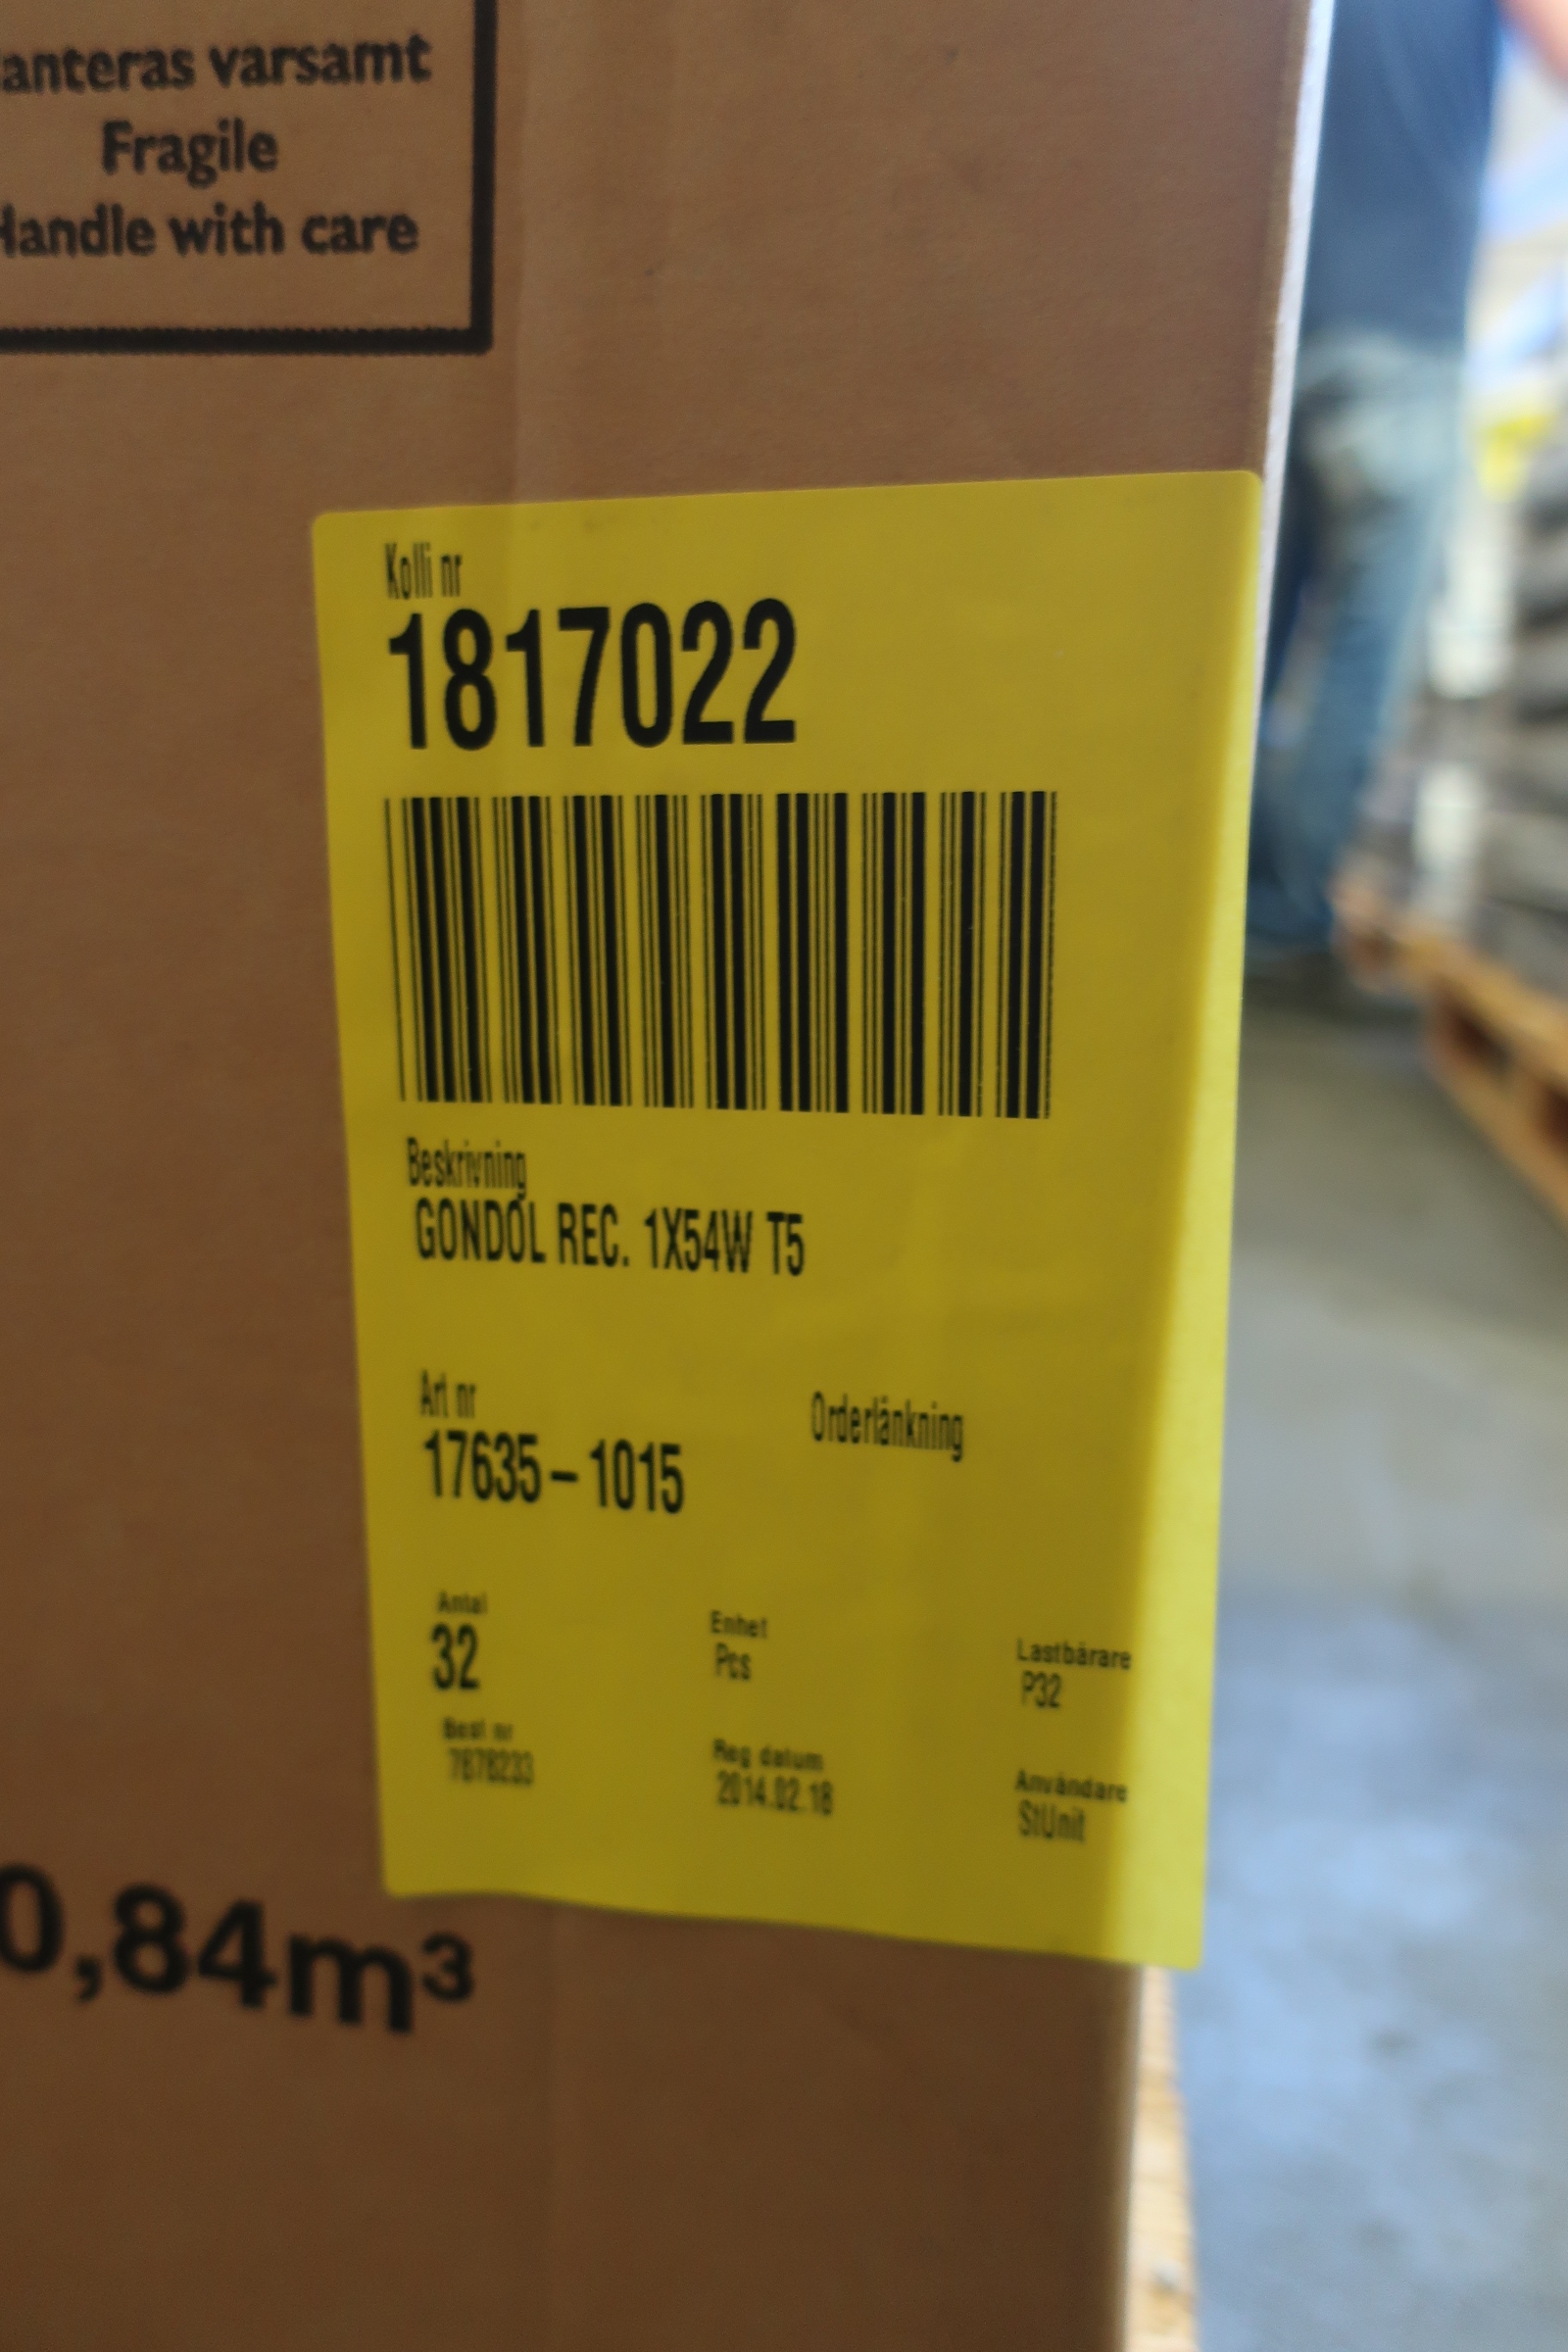 anteras varsamt
Fragile
Handle with care
Kolli nr
1817022
Beskrivning
GONDOL REC. 1X54W T5
Art nr
17635-1015
Orderlänkning
Antal
32
Enhet
Pcs
Lastbärare
P32
Best nr
7878233
Reg datum
2014.02.18
Användare
StUnit
0,84m³